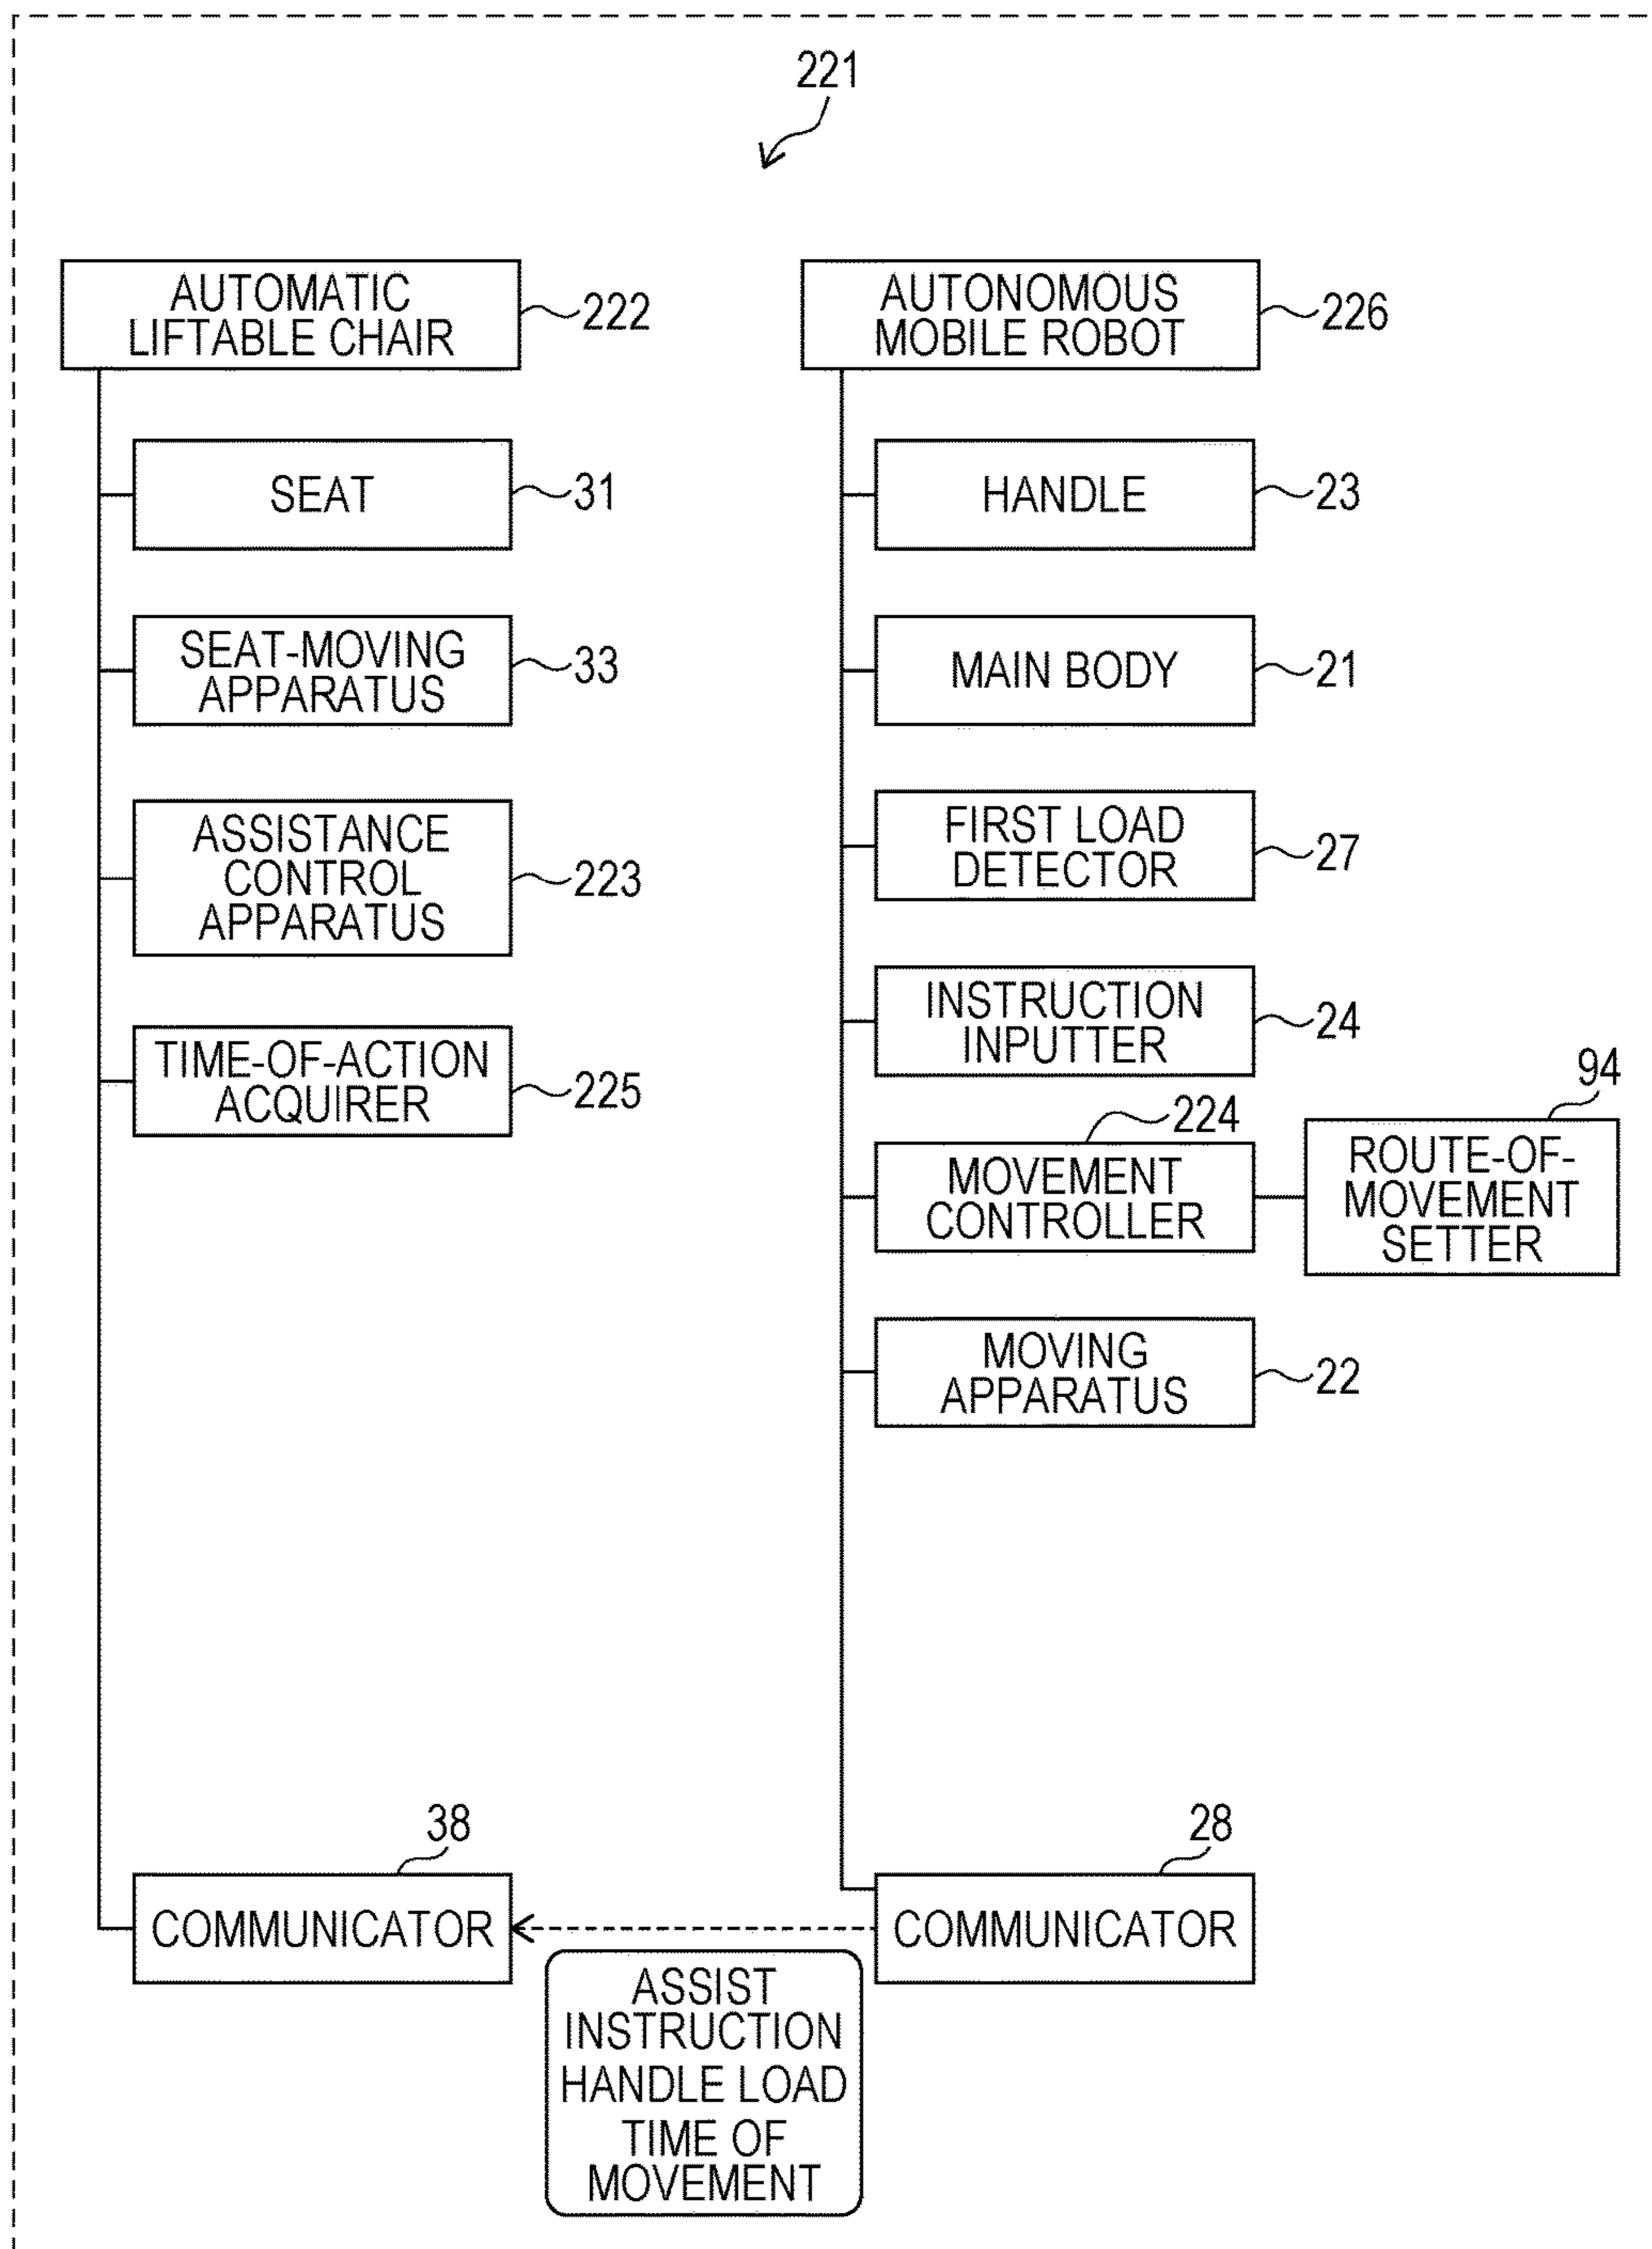 221
AUTOMATIC
LIFTABLE CHAIR
222
SEAT
31
SEAT-MOVING
APPARATUS
33
ASSISTANCE
CONTROL
APPARATUS
223
TIME-OF-ACTION
ACQUIRER
225
38
COMMUNICATOR
AUTONOMOUS
MOBILE ROBOT
226
HANDLE
23
MAIN BODY
21
FIRST LOAD
DETECTOR
27
INSTRUCTION
INPUTTER
24
224
MOVEMENT
CONTROLLER
94
ROUTE-OF-
MOVEMENT
SETTER
MOVING
APPARATUS
22
28
COMMUNICATOR
ASSIST
INSTRUCTION
HANDLE LOAD
TIME OF
MOVEMENT